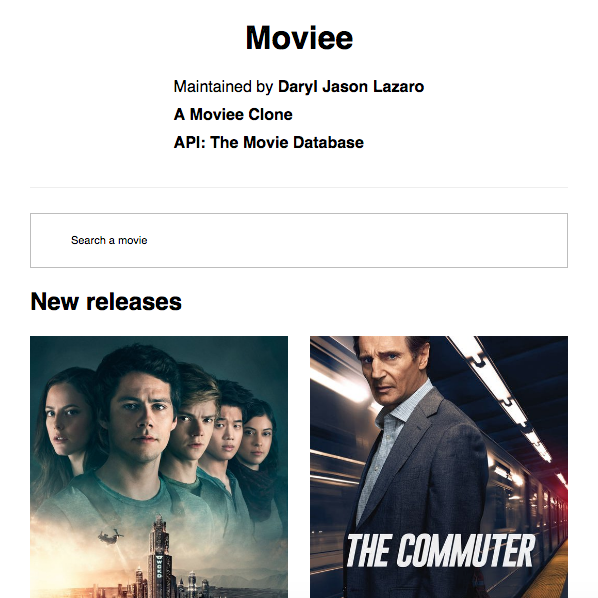 Moviee
Maintained by Daryl Jason Lazaro
A Moviee Clone
API: The Movie Database
Search a movie
New releases
THE COMMUTER